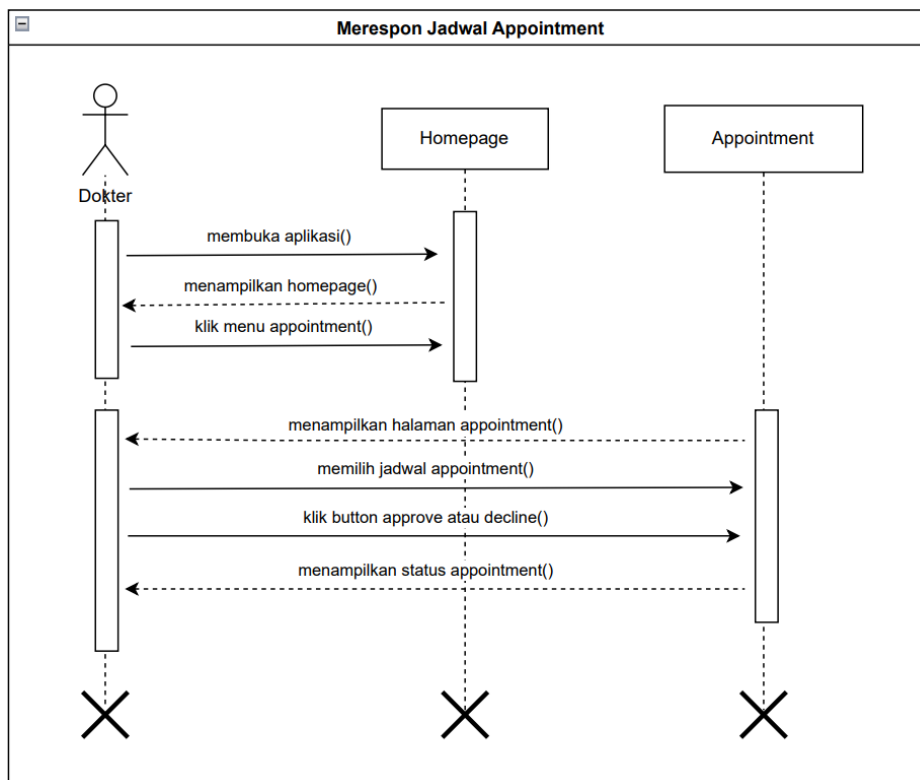 Merespon Jadwal Appointment
Homepage
Appointment
Dokter
membuka aplikasi()
menampilkan homepage()
klik menu appointment()
menampilkan halaman appointment()
memilih jadwal appointment()
klik button approve atau decline()
menampilkan status appointment()